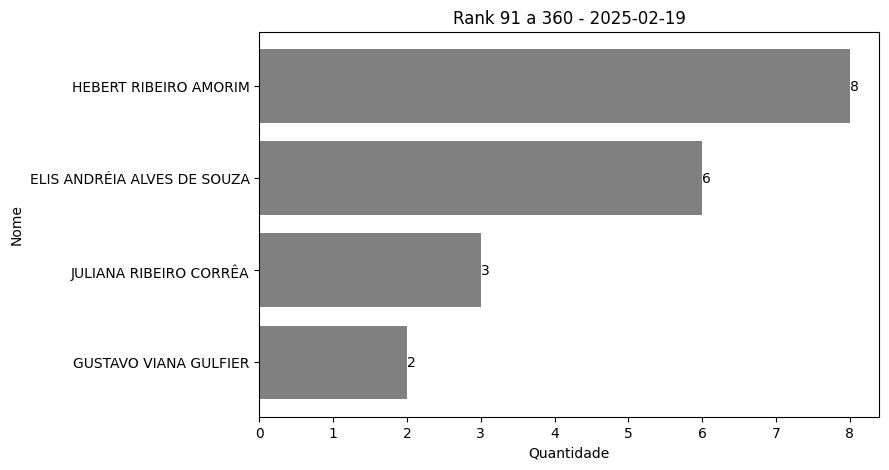 Rank 91 a 360 - 2025-02-19
HEBERT RIBEIRO AMORIM
8
ELIS ANDRÉIA ALVES DE SOUZA
6
JULIANA RIBEIRO CORRÊA
3
GUSTAVO VIANA GULFIER
2
Nome
0 1 2 3 4 5 6 7 8
Quantidade